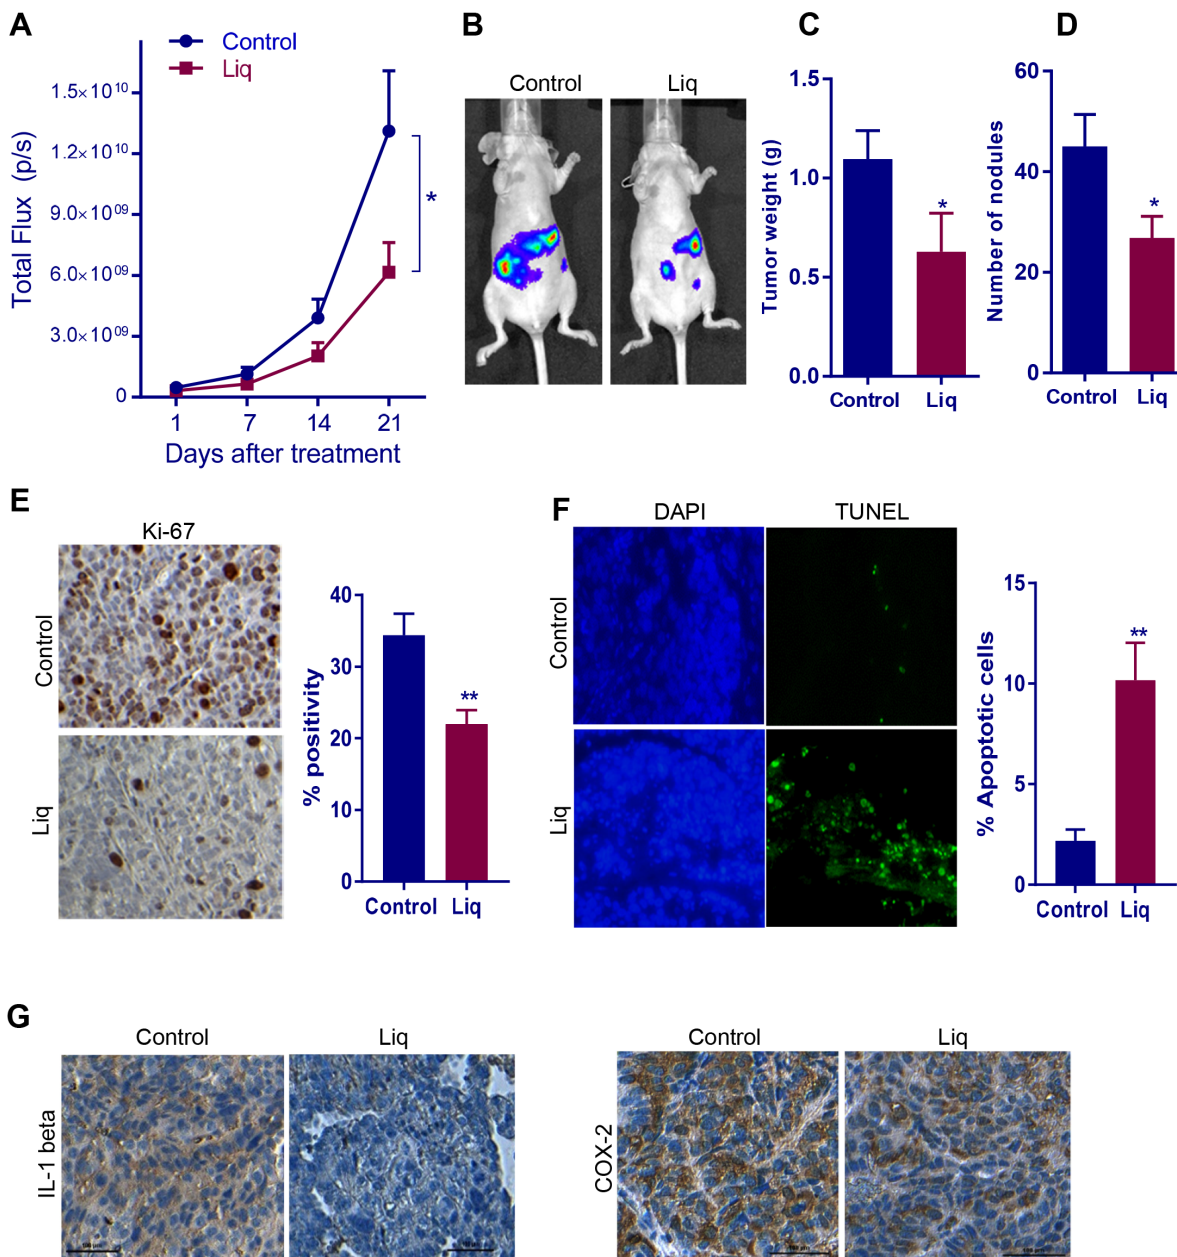 A
Control
Liq
Total Flux (p/s)
1.5×10¹⁰
1.2×10¹⁰
9.0×10⁰⁹
6.0×10⁰⁹
3.0×10⁰⁹
0
*
1 7 14 21
Days after treatment
B
Control Liq
C
Tumor weight (g)
1.5
1.0
0.5
0.0
*
Control Liq
D
Number of nodules
60
40
20
0
*
Control Liq
E
Ki-67
Control
Liq
% positivity
40
30
20
10
0
**
Control Liq
F
DAPI TUNEL
Control
Liq
% Apoptotic cells
15
10
5
0
**
Control Liq
G
Control Liq
IL-1 beta
Control Liq
COX-2